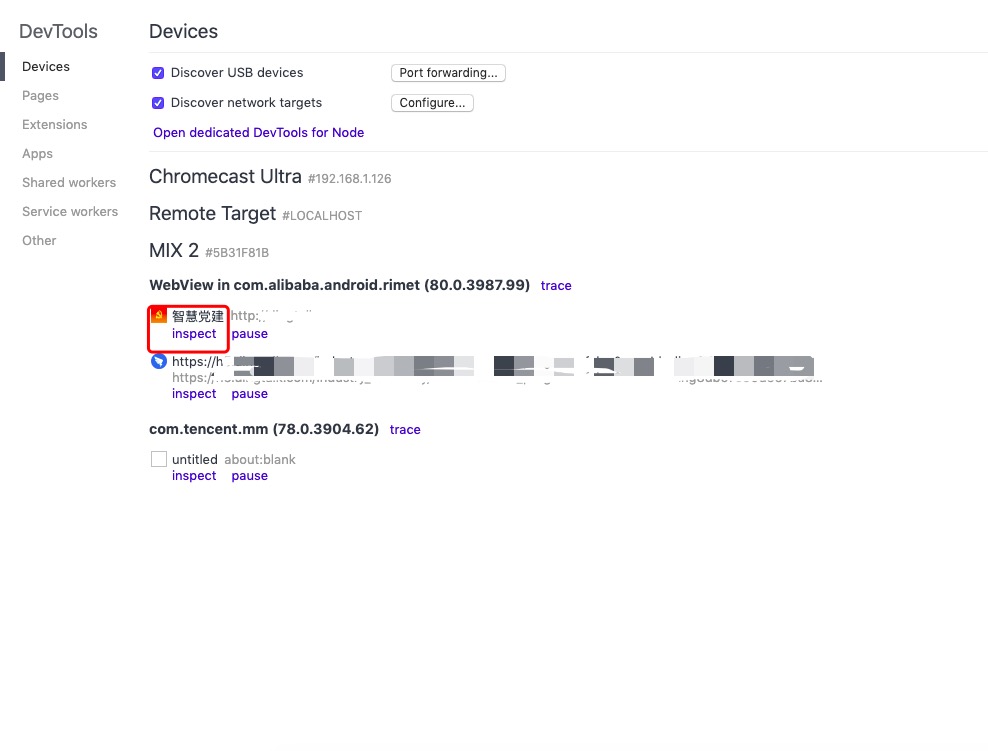 DevTools
Devices
Pages
Extensions
Apps
Shared workers
Service workers
Other
Devices
Discover USB devices Port forwarding...
Discover network targets Configure...
Open dedicated DevTools for Node
Chromecast Ultra #192.168.1.126
Remote Target #LOCALHOST
MIX 2 #5B31F81B
WebView in com.alibaba.android.rimet (80.0.3987.99) trace
智慧党建 http:/
inspect pause
https://h
https:/
inspect pause
com.tencent.mm (78.0.3904.62) trace
untitled about:blank
inspect pause